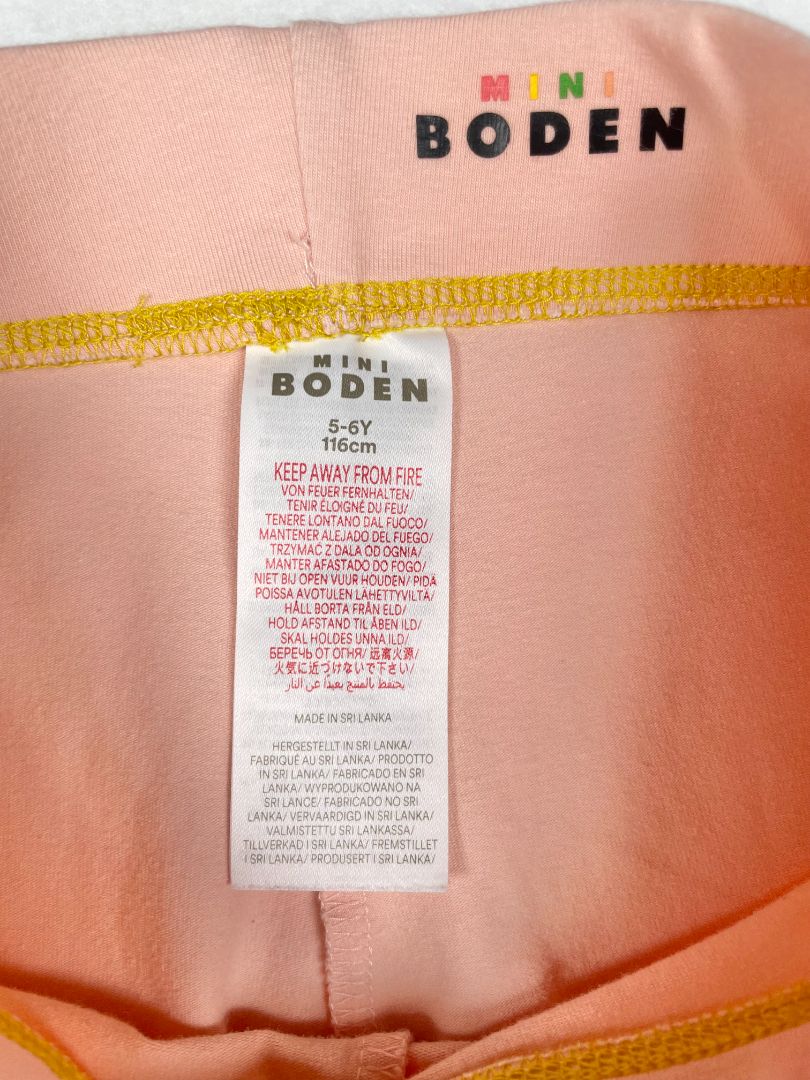 MINI
BODEN
MINI
BODEN
5-6Y
116cm
KEEP AWAY FROM FIRE
VON FEUER FERNHALTEN/
TENIR ÉLOIGNÉ DU FEU/
TENERE LONTANO DAL FUOCO/
MANTENER ALEJADO DEL FUEGO/
TRZYMAĆ Z DALA OD OGNIA/
MANTER AFASTADO DO FOGO/
NIET BIJ OPEN VUUR HOUDEN/ PIDÄ
POISSA AVOTULEN LÄHETTYVILTÄ/
HÅLL BORTA FRÅN ELD/
HOLD AFSTAND TIL ÅBEN ILD/
SKAL HOLDES UNNA ILD/
БЕРЕЧЬ ОТ ОГНЯ/ 远离火源/
火気に近づけないで下さい/
يحتفظ بالمنتج بعيدًا عن النار
MADE IN SRI LANKA
HERGESTELLT IN SRI LANKA/
FABRIQUÉ AU SRI LANKA/ PRODOTTO
IN SRI LANKA/ FABRICADO EN SRI
LANKA/ WYPRODUKOWANO NA
SRI LANCE/ FABRICADO NO SRI
LANKA/ VERVAARDIGD IN SRI LANKA/
VALMISTETTU SRI LANKASSA/
TILLVERKAD I SRI LANKA/ FREMSTILLET
I SRI LANKA/ PRODUSERT I SRI LANKA/